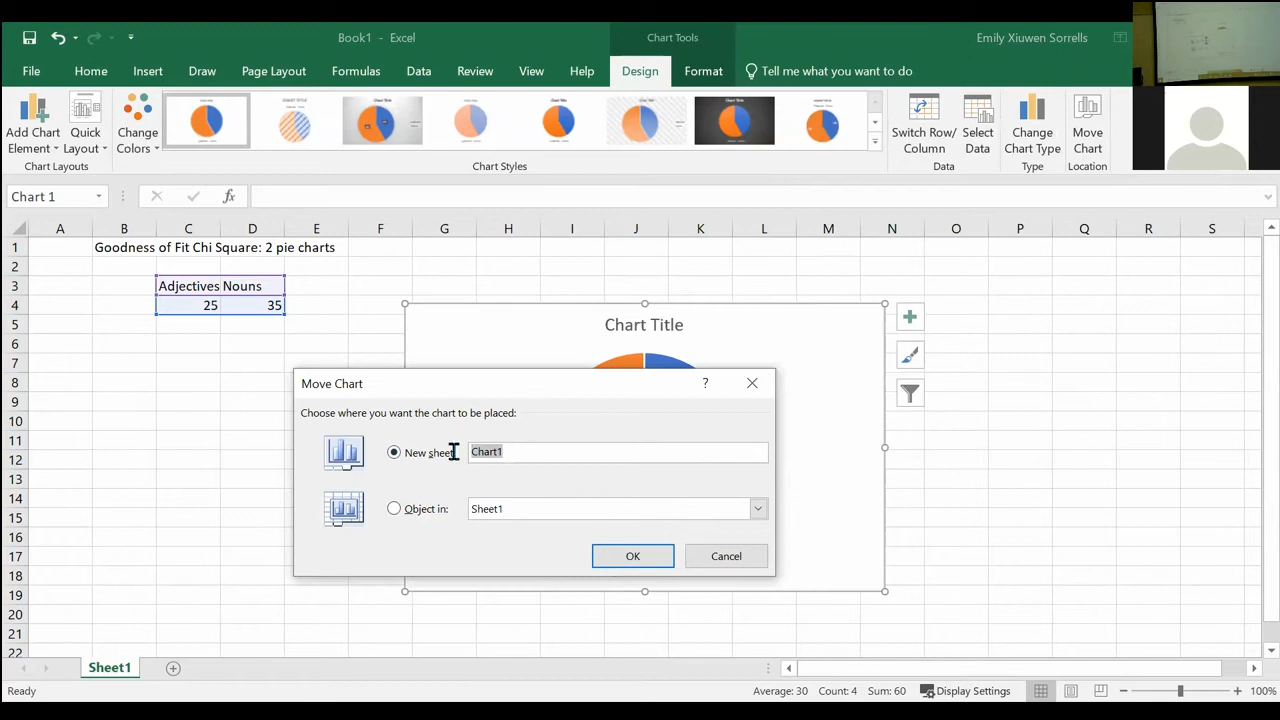 Book1 - Excel
Chart Tools
Emily Xiuwen Sorrells
File Home Insert Draw Page Layout Formulas Data Review View Help Design Format Tell me what you want to do
Add Chart Element
Quick Layout
Change Colors
Switch Row/Column
Select Data
Change Chart Type
Move Chart
Chart Layouts Chart Styles Data Type Location
Chart 1 fx
A B C D E F G H I J K L M N O P Q R S
1 Goodness of Fit Chi Square: 2 pie charts
2
3 Adjectives Nouns
4 25 35
5 Chart Title
6
7
8 Move Chart ?
9 Choose where you want the chart to be placed:
10
11
12 New sheet Chart1
13
14
15 Object in: Sheet1
16
17 OK Cancel
18
19
20
21
22
Sheet1
Ready Average: 30 Count: 4 Sum: 60 Display Settings 100%